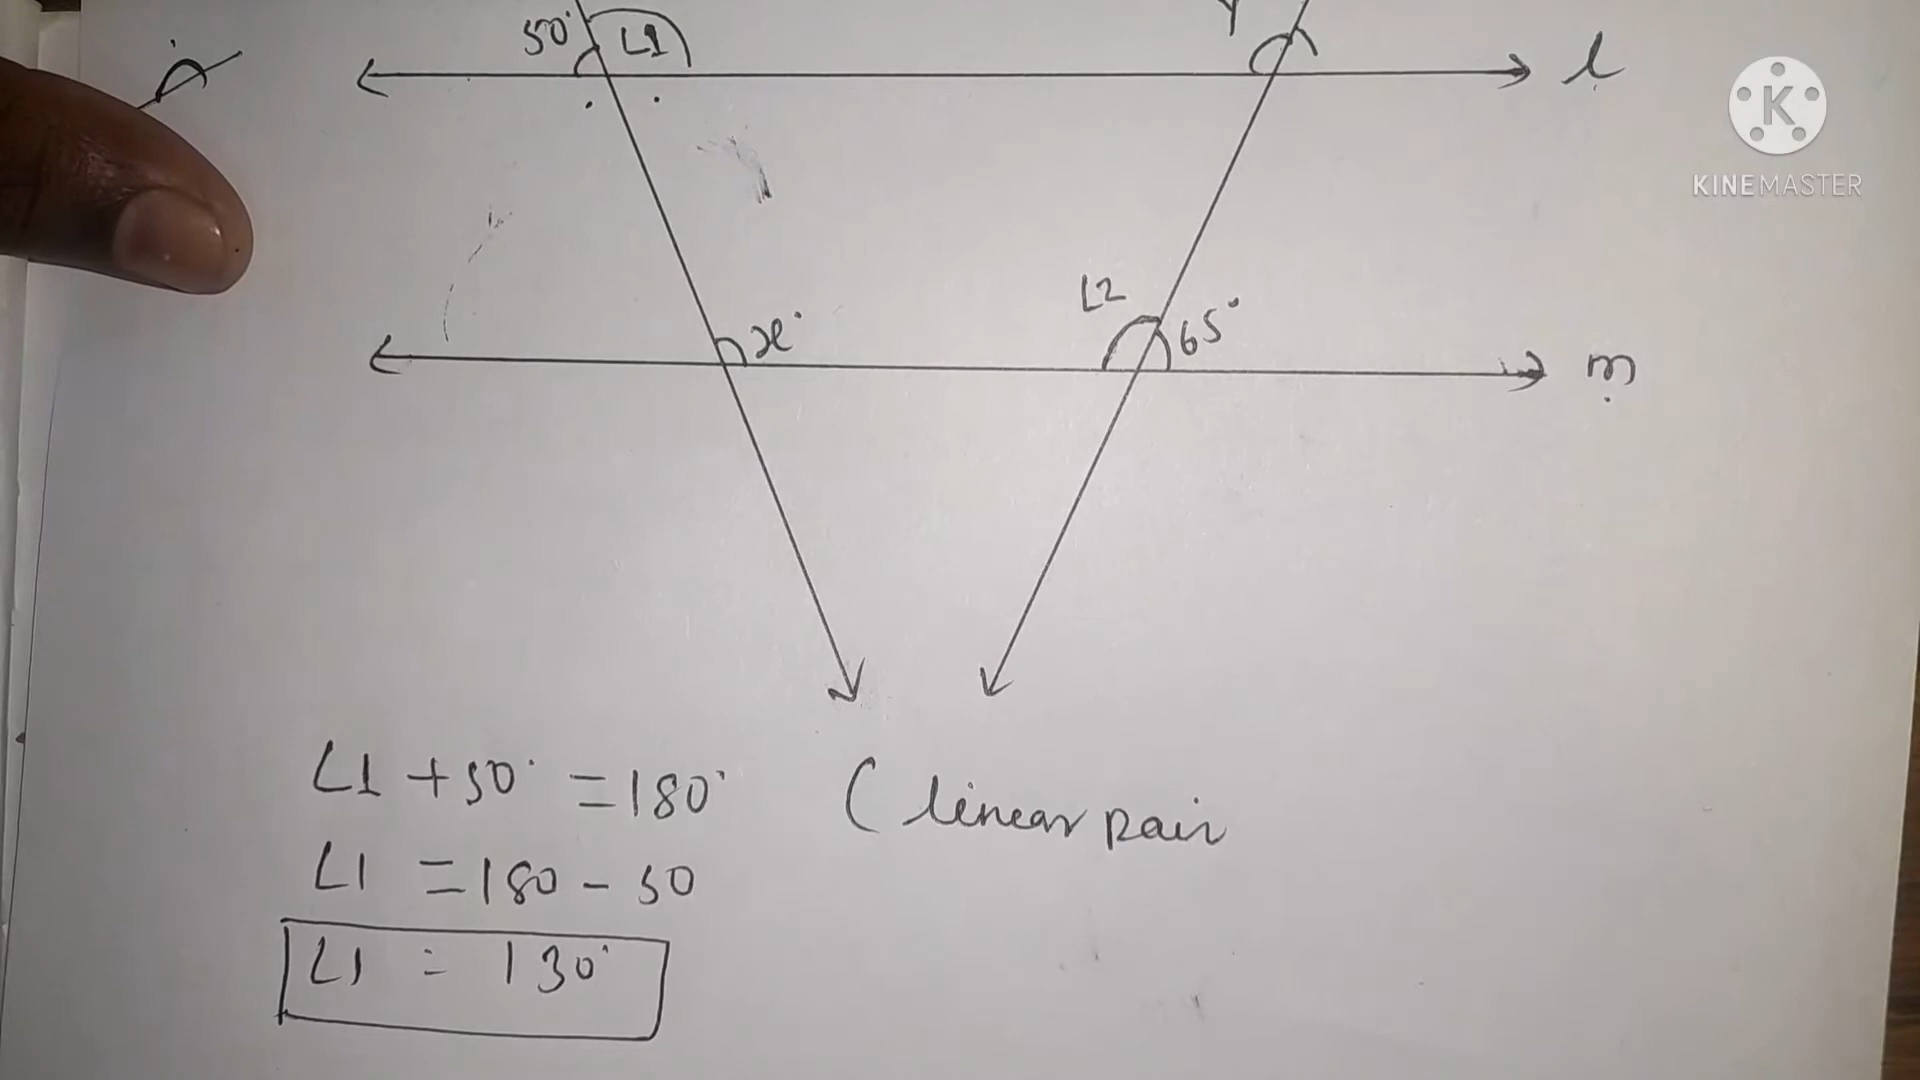 50° ∠1 Y
l
K
KINEMASTER
∠2
x° 65°
m
∠1 + 50° = 180° (linear pair
∠1 = 180 - 50
∠1 = 130°